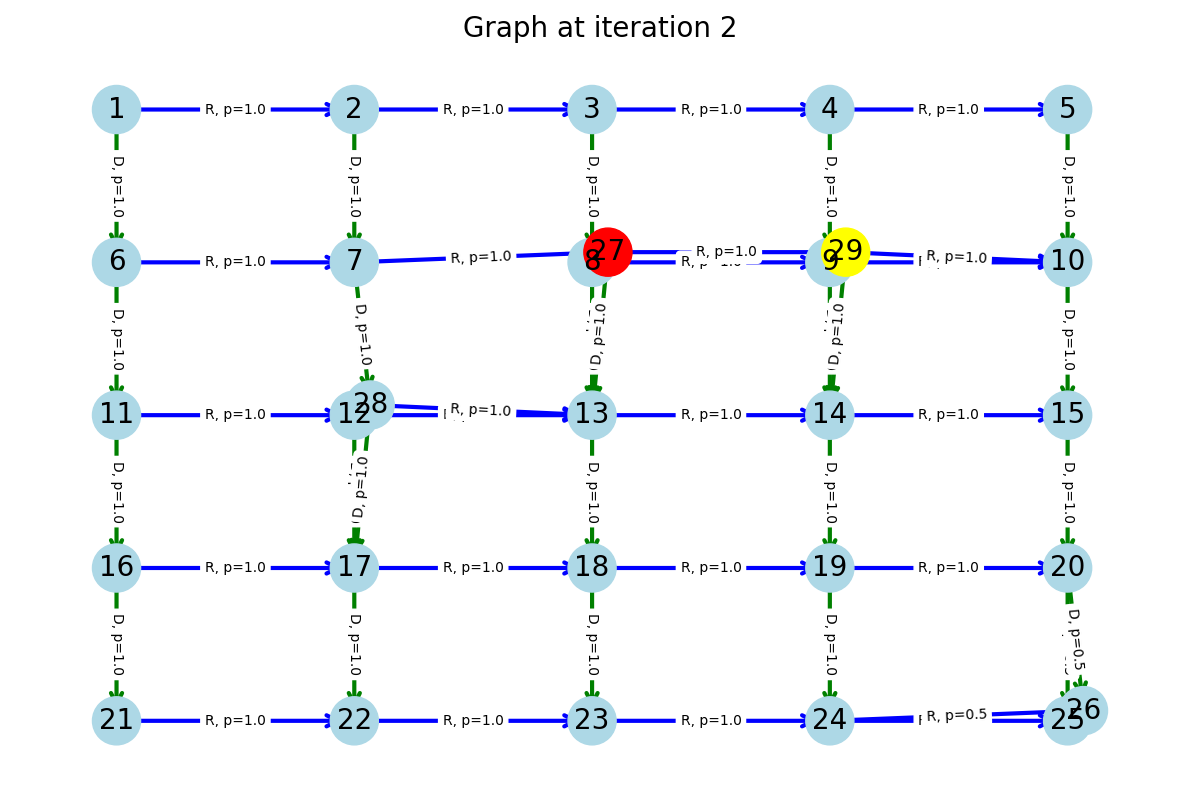 Graph at iteration 2
1 R, p=1.0 2 R, p=1.0 3 R, p=1.0 4 R, p=1.0 5
D, p=1.0 D, p=1.0 D, p=1.0 D, p=1.0 D, p=1.0
6 R, p=1.0 7 R, p=1.0 8 27 R, p=1.0 9 29 R, p=1.0 10
D, p=1.0 D, p=1.0 D, p=1.0 D, p=1.0 D, p=1.0
11 R, p=1.0 12 28 R, p=1.0 13 R, p=1.0 14 R, p=1.0 15
D, p=1.0 D, p=1.0 D, p=1.0 D, p=1.0 D, p=1.0
16 R, p=1.0 17 R, p=1.0 18 R, p=1.0 19 R, p=1.0 20
D, p=1.0 D, p=1.0 D, p=1.0 D, p=1.0 D, p=0.5
21 R, p=1.0 22 R, p=1.0 23 R, p=1.0 24 R, p=0.5 25 26